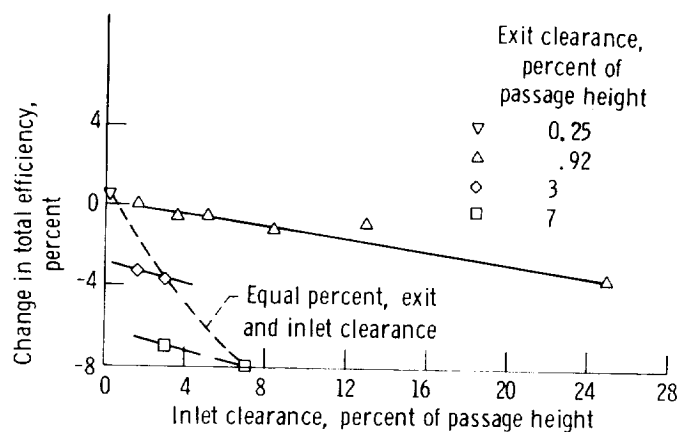 Exit clearance,
percent of
passage height
▽ 0.25
△ .92
◇ 3
□ 7
Change in total efficiency,
percent
4
0
-4
-8
Equal percent, exit
and inlet clearance
0 4 8 12 16 20 24 28
Inlet clearance, percent of passage height